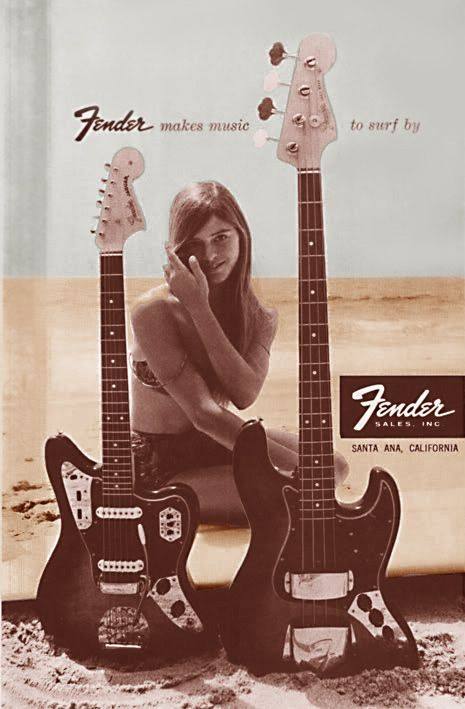 Fender makes music to surf by
Fender
SALES, INC
SANTA ANA, CALIFORNIA